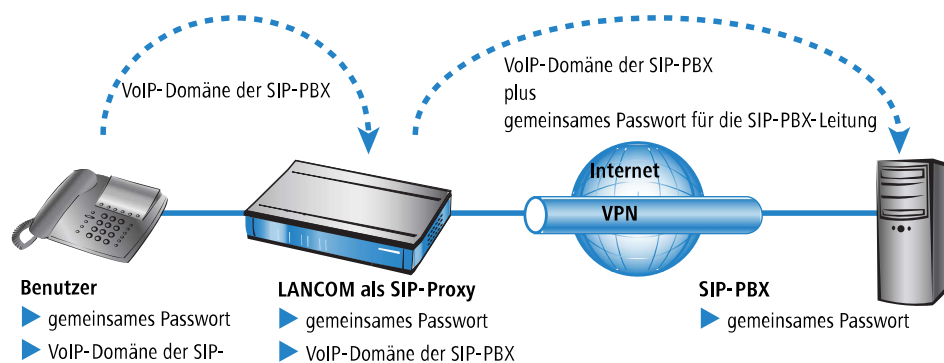 VoIP-Domäne der SIP-PBX
VoIP-Domäne der SIP-PBX
plus
gemeinsames Passwort für die SIP-PBX-Leitung
Internet
VPN
Benutzer
gemeinsames Passwort
VoIP-Domäne der SIP-
LANCOM als SIP-Proxy
gemeinsames Passwort
VoIP-Domäne der SIP-PBX
SIP-PBX
gemeinsames Passwort